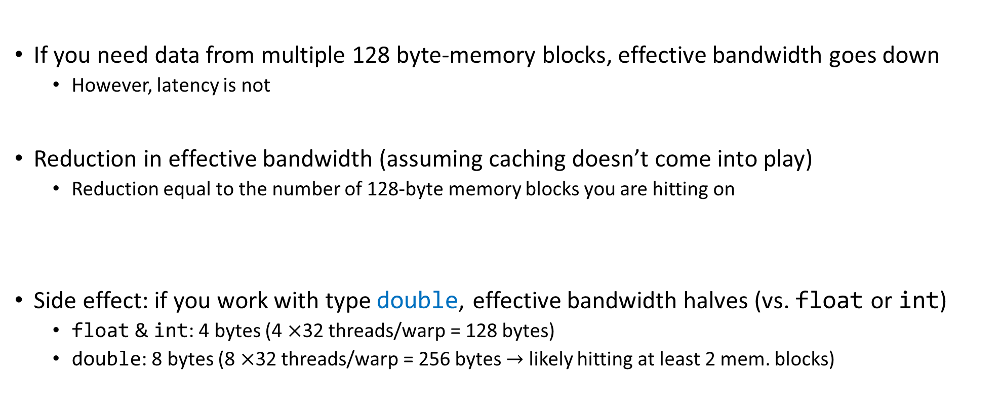 • If you need data from multiple 128 byte-memory blocks, effective bandwidth goes down
• However, latency is not
• Reduction in effective bandwidth (assuming caching doesn’t come into play)
• Reduction equal to the number of 128-byte memory blocks you are hitting on
• Side effect: if you work with type double, effective bandwidth halves (vs. float or int)
• float & int: 4 bytes (4 ×32 threads/warp = 128 bytes)
• double: 8 bytes (8 ×32 threads/warp = 256 bytes → likely hitting at least 2 mem. blocks)